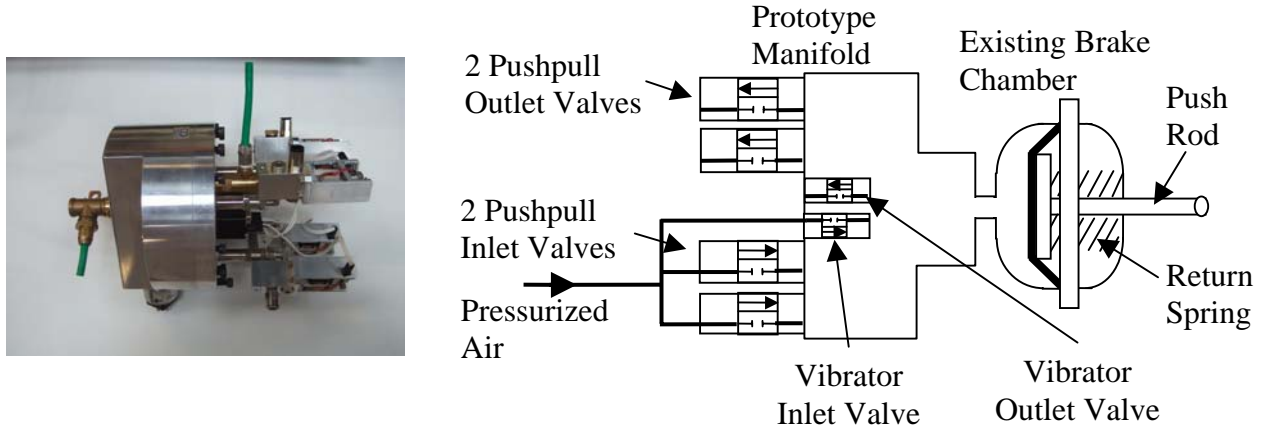 Prototype
Manifold
Existing Brake
Chamber
2 Pushpull
Outlet Valves
Push
Rod
2 Pushpull
Inlet Valves
Pressurized
Air
Return
Spring
Vibrator
Inlet Valve
Vibrator
Outlet Valve